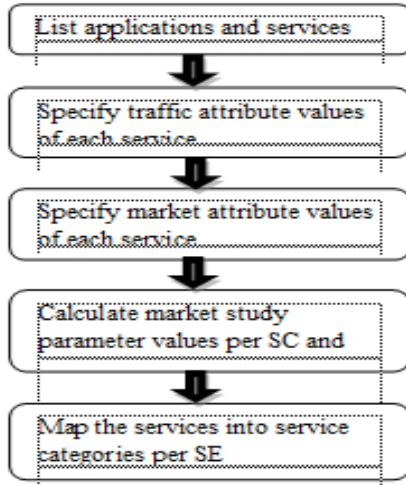 List applications and services
Specify traffic attribute values
of each service
Specify market attribute values
of each service
Calculate market study
parameter values per SC and
Map the services into service
categories per SE